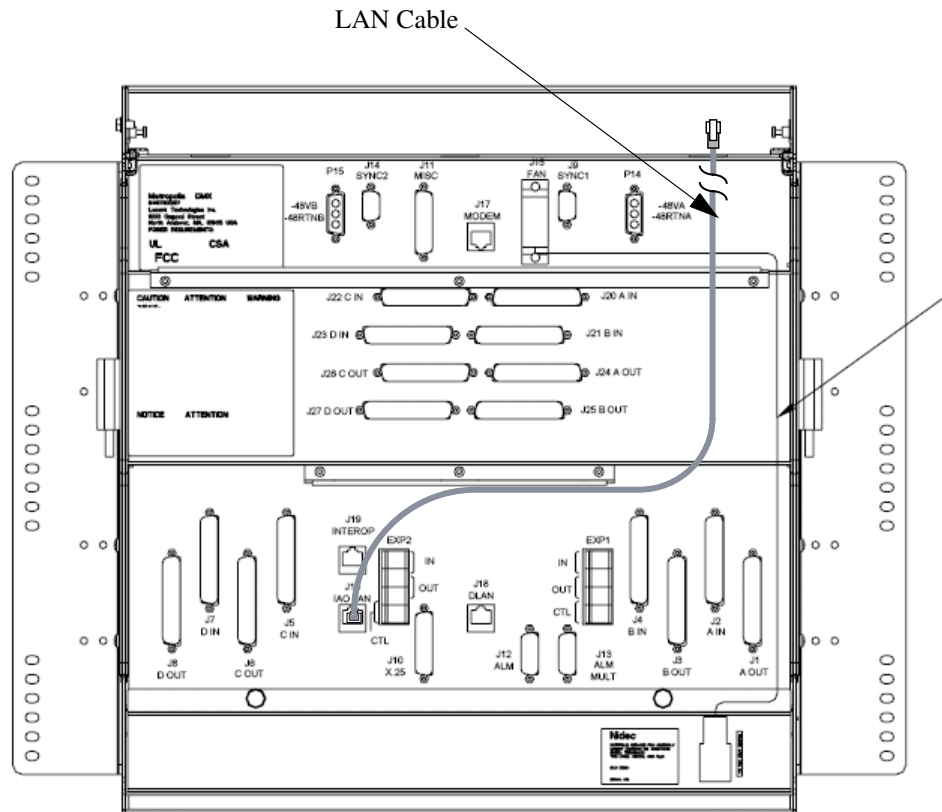 LAN Cable
P15
J14
SYNC2
J11
MISC
J17
MODEM
FAN
J9
SYNC1
P14
-48VB
-48RTNB
-48VA
-48RTNA
Metropolis DMX
Lucent Technologies Inc.
POWER REQUIREMENTS
UL CSA
FCC
CAUTION ATTENTION WARNING
NOTICE ATTENTION
J22 C IN
J20 A IN
J23 D IN
J21 B IN
J26 C OUT
J24 A OUT
J27 D OUT
J25 B OUT
J19
INTEROP
EXP2
IN
OUT
CTL
IAO LAN
J18
DLAN
EXP1
IN
OUT
CTL
J7
D IN
J5
C IN
J8
D OUT
J6
C OUT
J10
X.25
J12
ALM
J13
ALM
MULT
J4
B IN
J2
A IN
J3
B OUT
J1
A OUT
Nidec